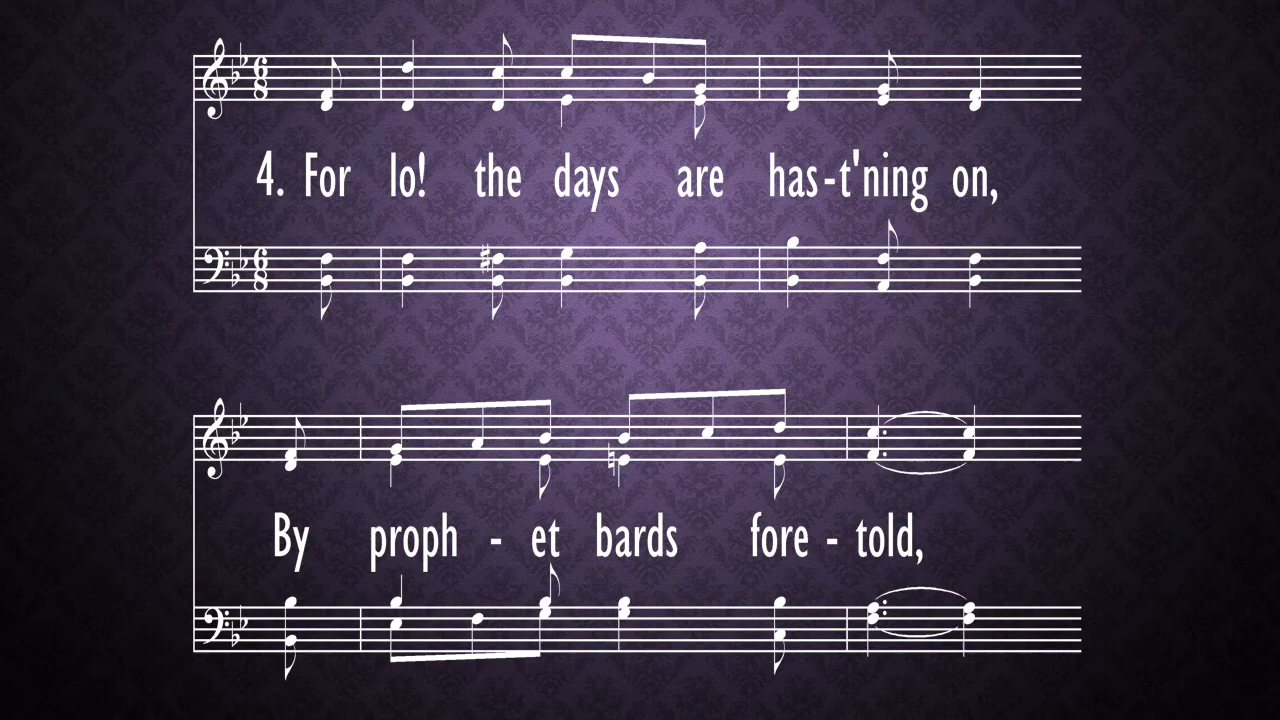 4. For lo! the days are has-t'ning on,
By proph - et bards fore - told,